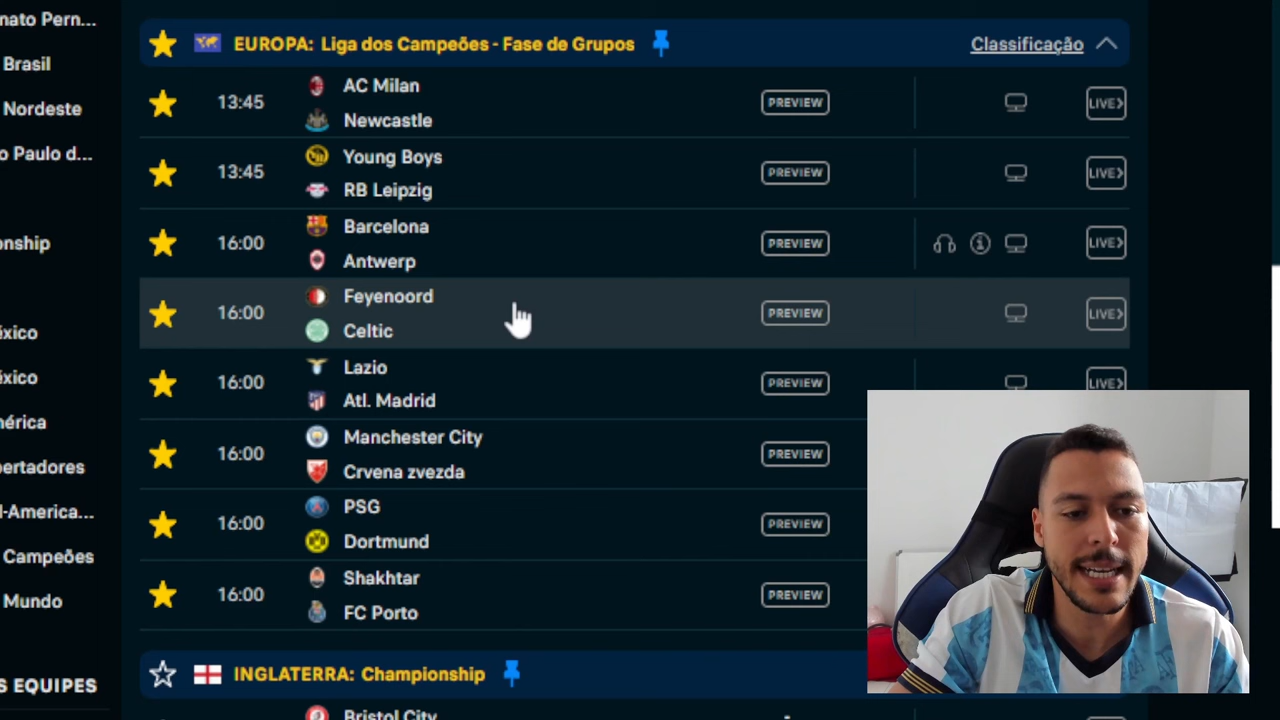 nato Pern...
Brasil
Nordeste
o Paulo d...
onship
éxico
éxico
mérica
ertadores
l-America...
Campeões
Mundo
S EQUIPES
EUROPA: Liga dos Campeões - Fase de Grupos
Classificação
13:45
AC Milan
Newcastle
PREVIEW
LIVE
13:45
Young Boys
RB Leipzig
PREVIEW
LIVE
16:00
Barcelona
Antwerp
PREVIEW
LIVE
16:00
Feyenoord
Celtic
PREVIEW
LIVE
16:00
Lazio
Atl. Madrid
PREVIEW
LIVE
16:00
Manchester City
Crvena zvezda
PREVIEW
16:00
PSG
Dortmund
PREVIEW
16:00
Shakhtar
FC Porto
PREVIEW
INGLATERRA: Championship
Bristol City